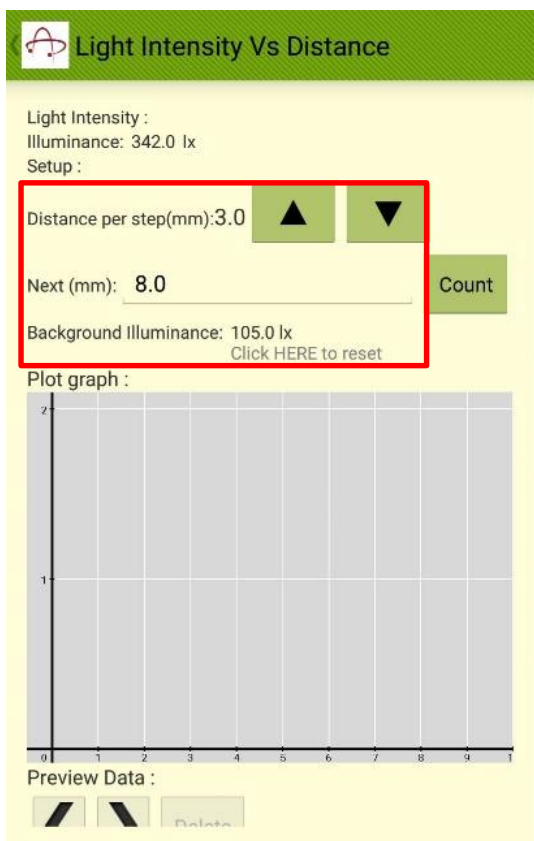 Light Intensity Vs Distance
Light Intensity :
Illuminance: 342.0 lx
Setup :
Distance per step(mm):3.0 ▲ ▼
Next (mm): 8.0 Count
Background Illuminance: 105.0 lx
Click HERE to reset
Plot graph :
2
1
0 1 2 3 4 5 6 7 8 9 1
Preview Data :
Delete